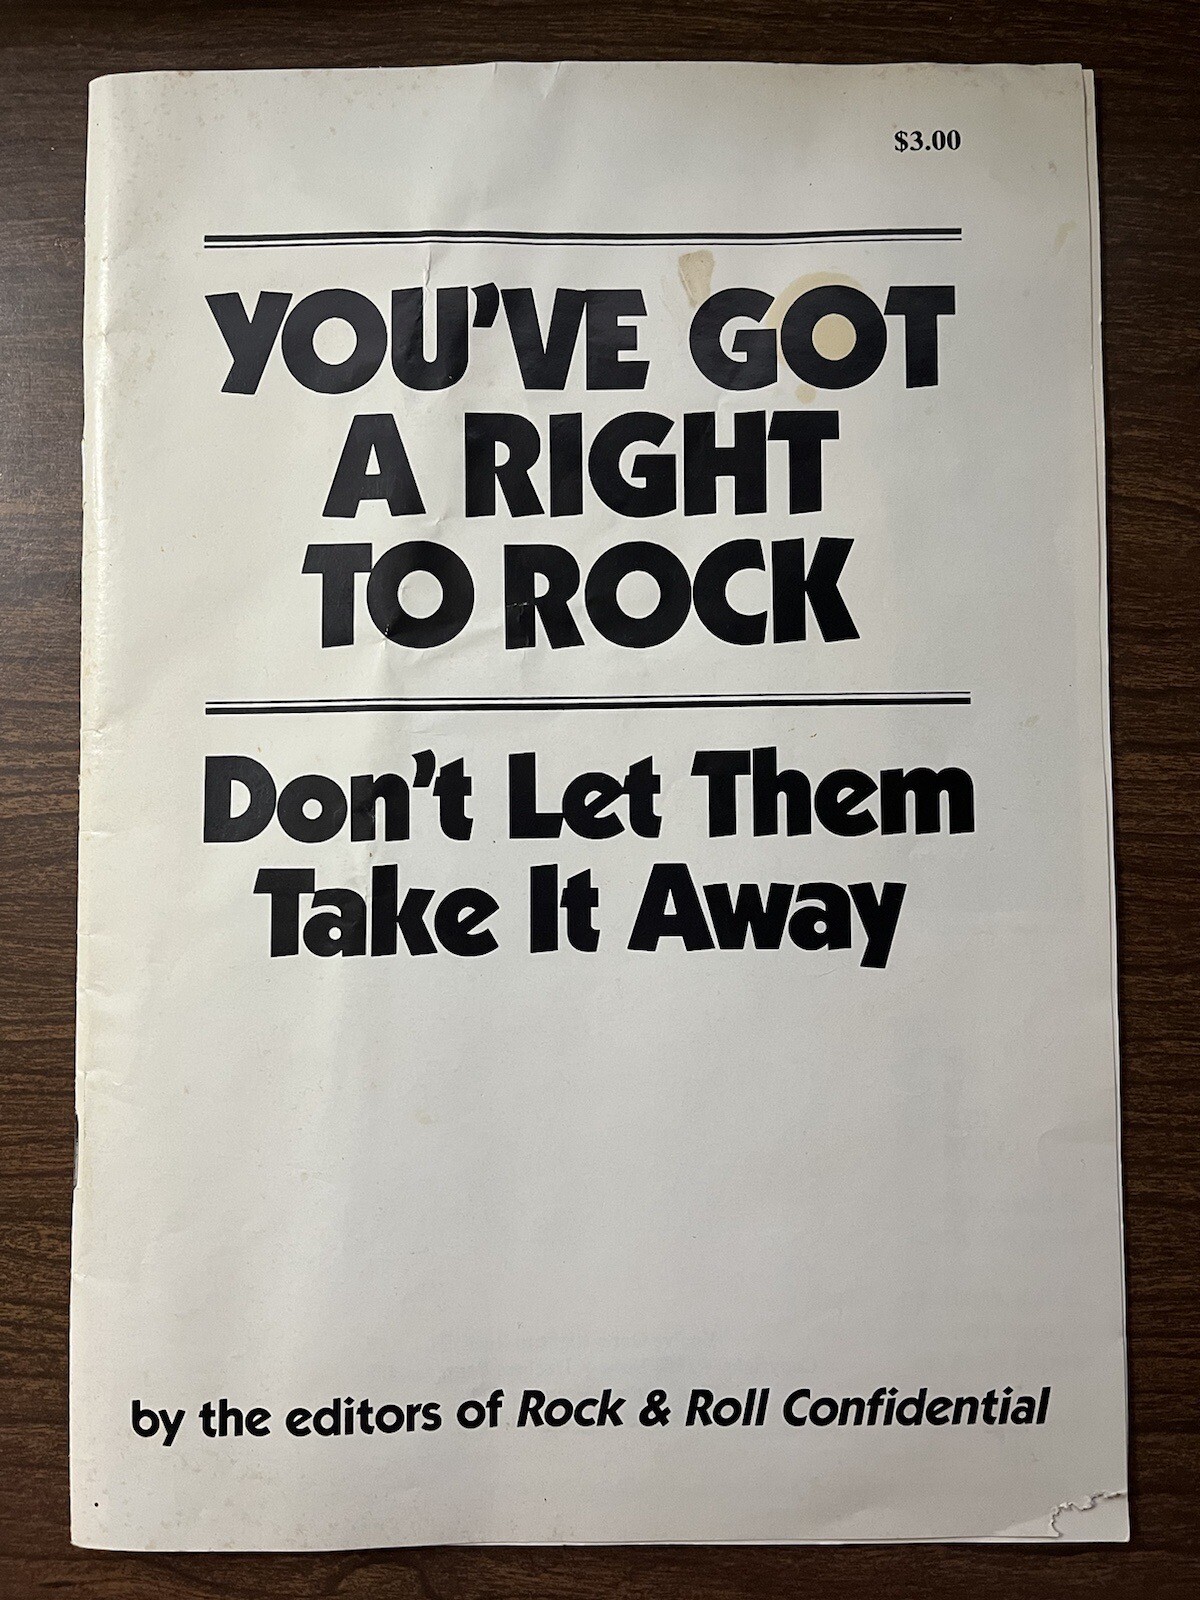 $3.00
YOU'VE GOT
A RIGHT
TO ROCK
Don't Let Them
Take It Away
by the editors of Rock & Roll Confidential